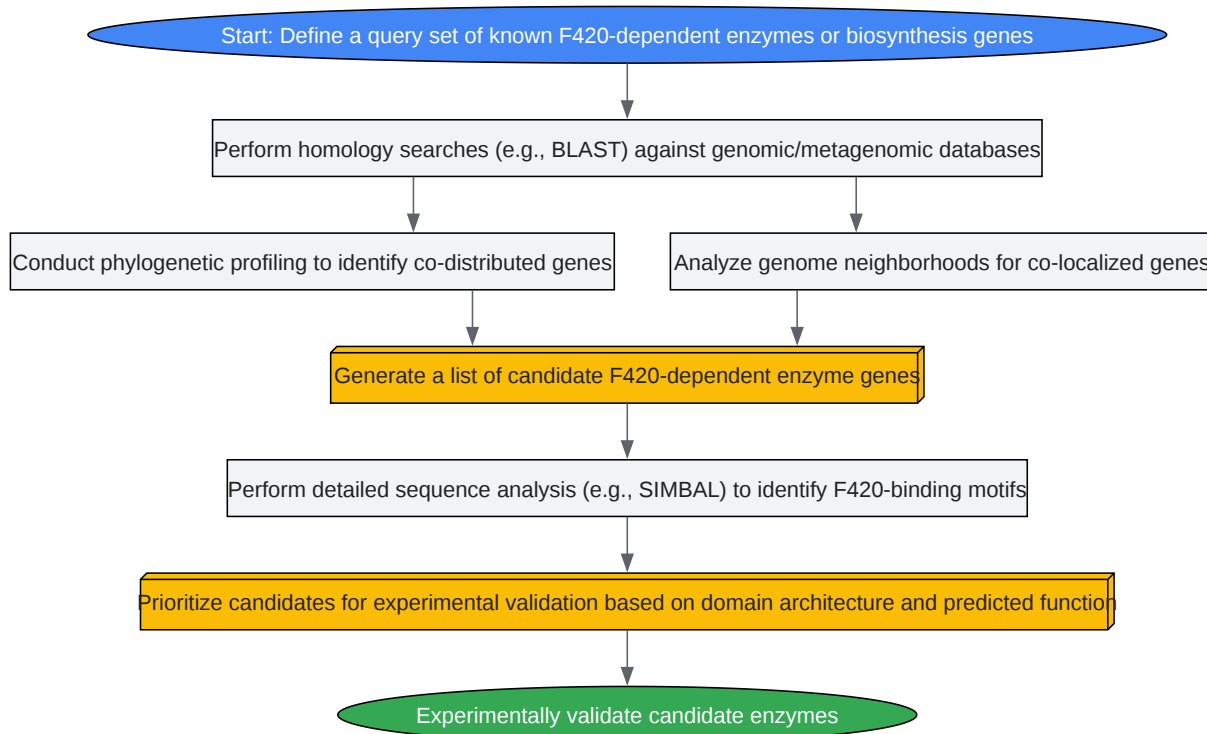 Start: Define a query set of known F420-dependent enzymes or biosynthesis genes
Perform homology searches (e.g., BLAST) against genomic/metagenomic databases
Conduct phylogenetic profiling to identify co-distributed genes
Analyze genome neighborhoods for co-localized genes
Generate a list of candidate F420-dependent enzyme genes
Perform detailed sequence analysis (e.g., SIMBAL) to identify F420-binding motifs
Prioritize candidates for experimental validation based on domain architecture and predicted function
Experimentally validate candidate enzymes